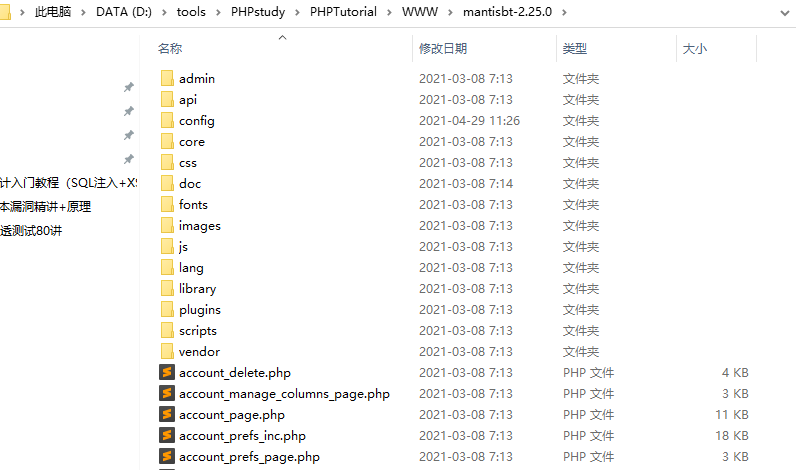 此电脑 > DATA (D:) > tools > PHPstudy > PHPTutorial > WWW > mantisbt-2.25.0 >
名称 修改日期 类型 大小
admin 2021-03-08 7:13 文件夹
api 2021-03-08 7:13 文件夹
config 2021-04-29 11:26 文件夹
core 2021-03-08 7:13 文件夹
css 2021-03-08 7:13 文件夹
计入门教程（SQL注入+XS doc 2021-03-08 7:14 文件夹
本漏洞精讲+原理 fonts 2021-03-08 7:13 文件夹
透测试80讲 images 2021-03-08 7:13 文件夹
js 2021-03-08 7:13 文件夹
lang 2021-03-08 7:13 文件夹
library 2021-03-08 7:13 文件夹
plugins 2021-03-08 7:13 文件夹
scripts 2021-03-08 7:13 文件夹
vendor 2021-03-08 7:13 文件夹
account_delete.php 2021-03-08 7:13 PHP 文件 4 KB
account_manage_columns_page.php 2021-03-08 7:13 PHP 文件 3 KB
account_page.php 2021-03-08 7:13 PHP 文件 11 KB
account_prefs_inc.php 2021-03-08 7:13 PHP 文件 18 KB
account_prefs_page.php 2021-03-08 7:13 PHP 文件 3 KB